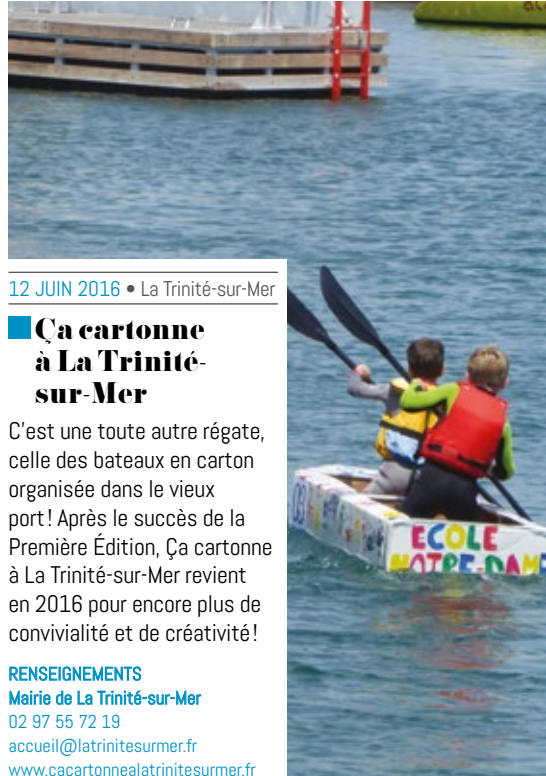 12 JUIN 2016 • La Trinité-sur-Mer
Ça cartonne
à La Trinité-
sur-Mer
C'est une toute autre régate,
celle des bateaux en carton
organisée dans le vieux
port ! Après le succès de la
Première Édition, Ça cartonne
à La Trinité-sur-Mer revient
en 2016 pour encore plus de
convivialité et de créativité !
RENSEIGNEMENTS
Mairie de La Trinité-sur-Mer
02 97 55 72 19
accueil@latrinitesurmer.fr
www.cacartonnealatrinitesurmer.fr
03
ECOLE
NOTRE-DAME